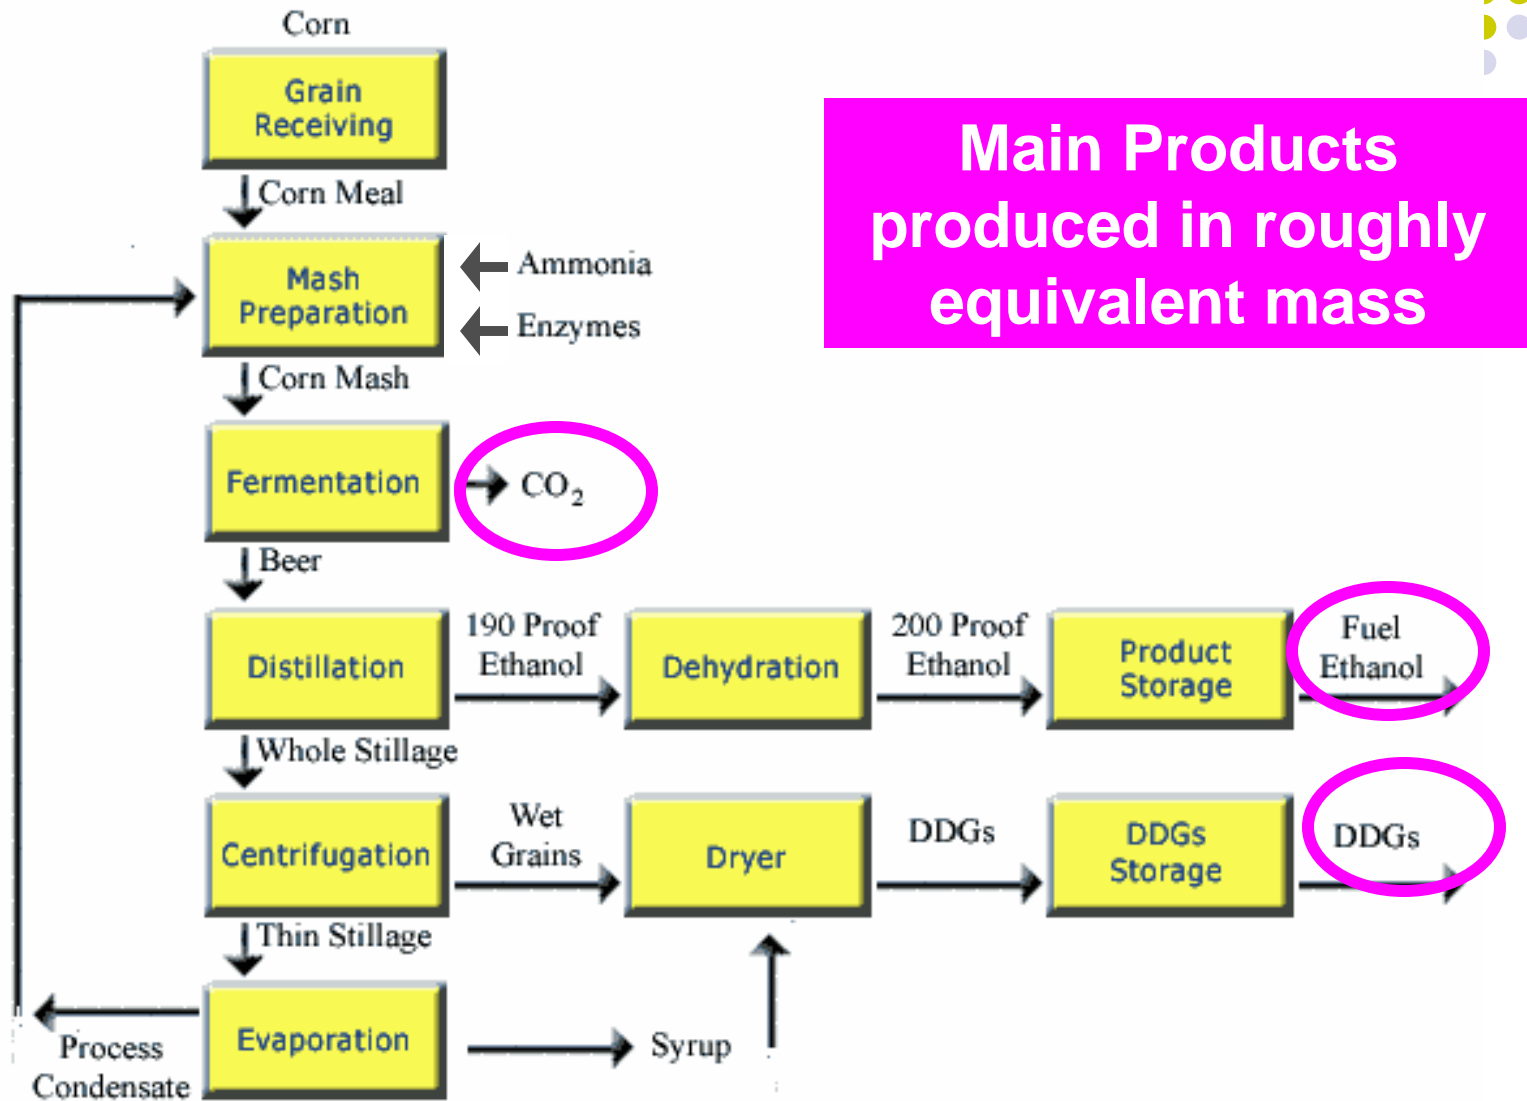 Corn
Grain
Receiving
Main Products
produced in roughly
equivalent mass
Corn Meal
Mash
Preparation
Ammonia
Enzymes
Corn Mash
Fermentation
CO₂
Beer
Distillation
190 Proof
Ethanol
Dehydration
200 Proof
Ethanol
Product
Storage
Fuel
Ethanol
Whole Stillage
Centrifugation
Wet
Grains
Dryer
DDGs
DDGs
Storage
DDGs
Thin Stillage
Evaporation
Process
Condensate
Syrup